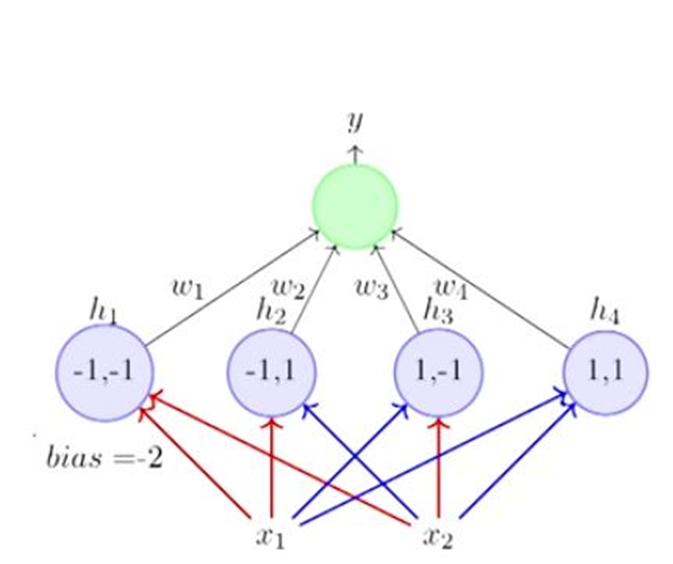 y
w₁ w₂ w₃ w₄
h₁ h₂ h₃ h₄
-1,-1 -1,1 1,-1 1,1
bias =-2
x₁ x₂